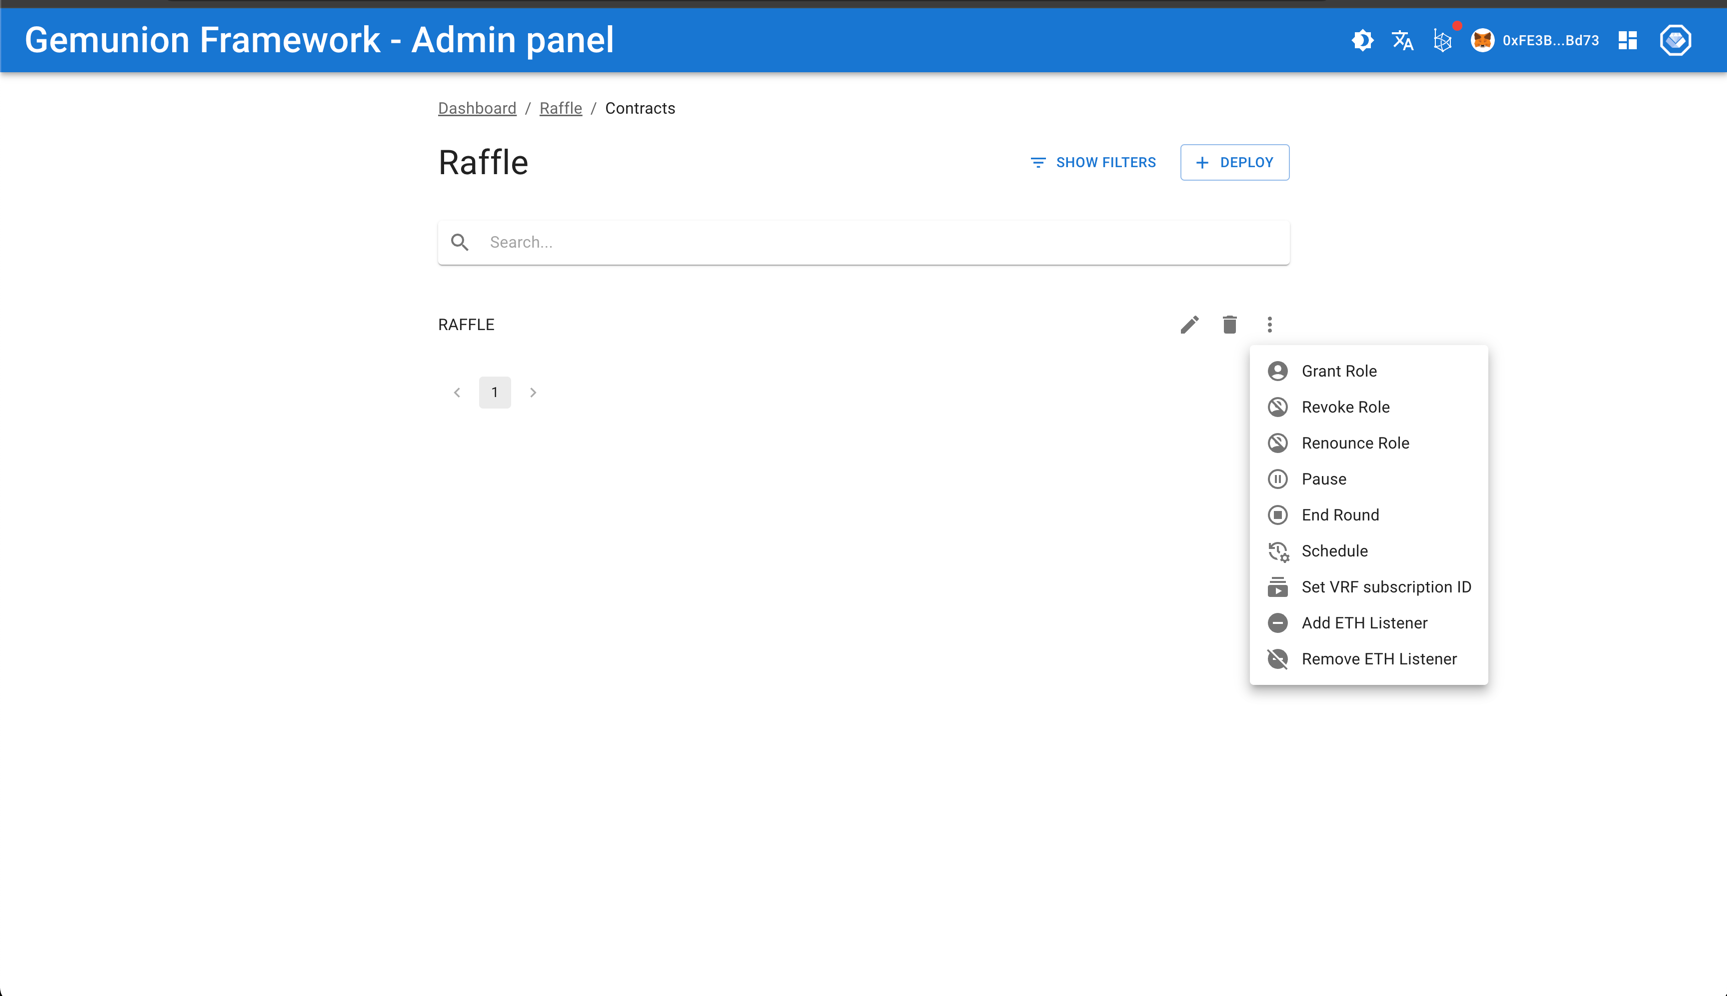 Gemunion Framework - Admin panel
0xFE3B...Bd73
Dashboard / Raffle / Contracts
Raffle
SHOW FILTERS
+ DEPLOY
Search...
RAFFLE
1
Grant Role
Revoke Role
Renounce Role
Pause
End Round
Schedule
Set VRF subscription ID
Add ETH Listener
Remove ETH Listener